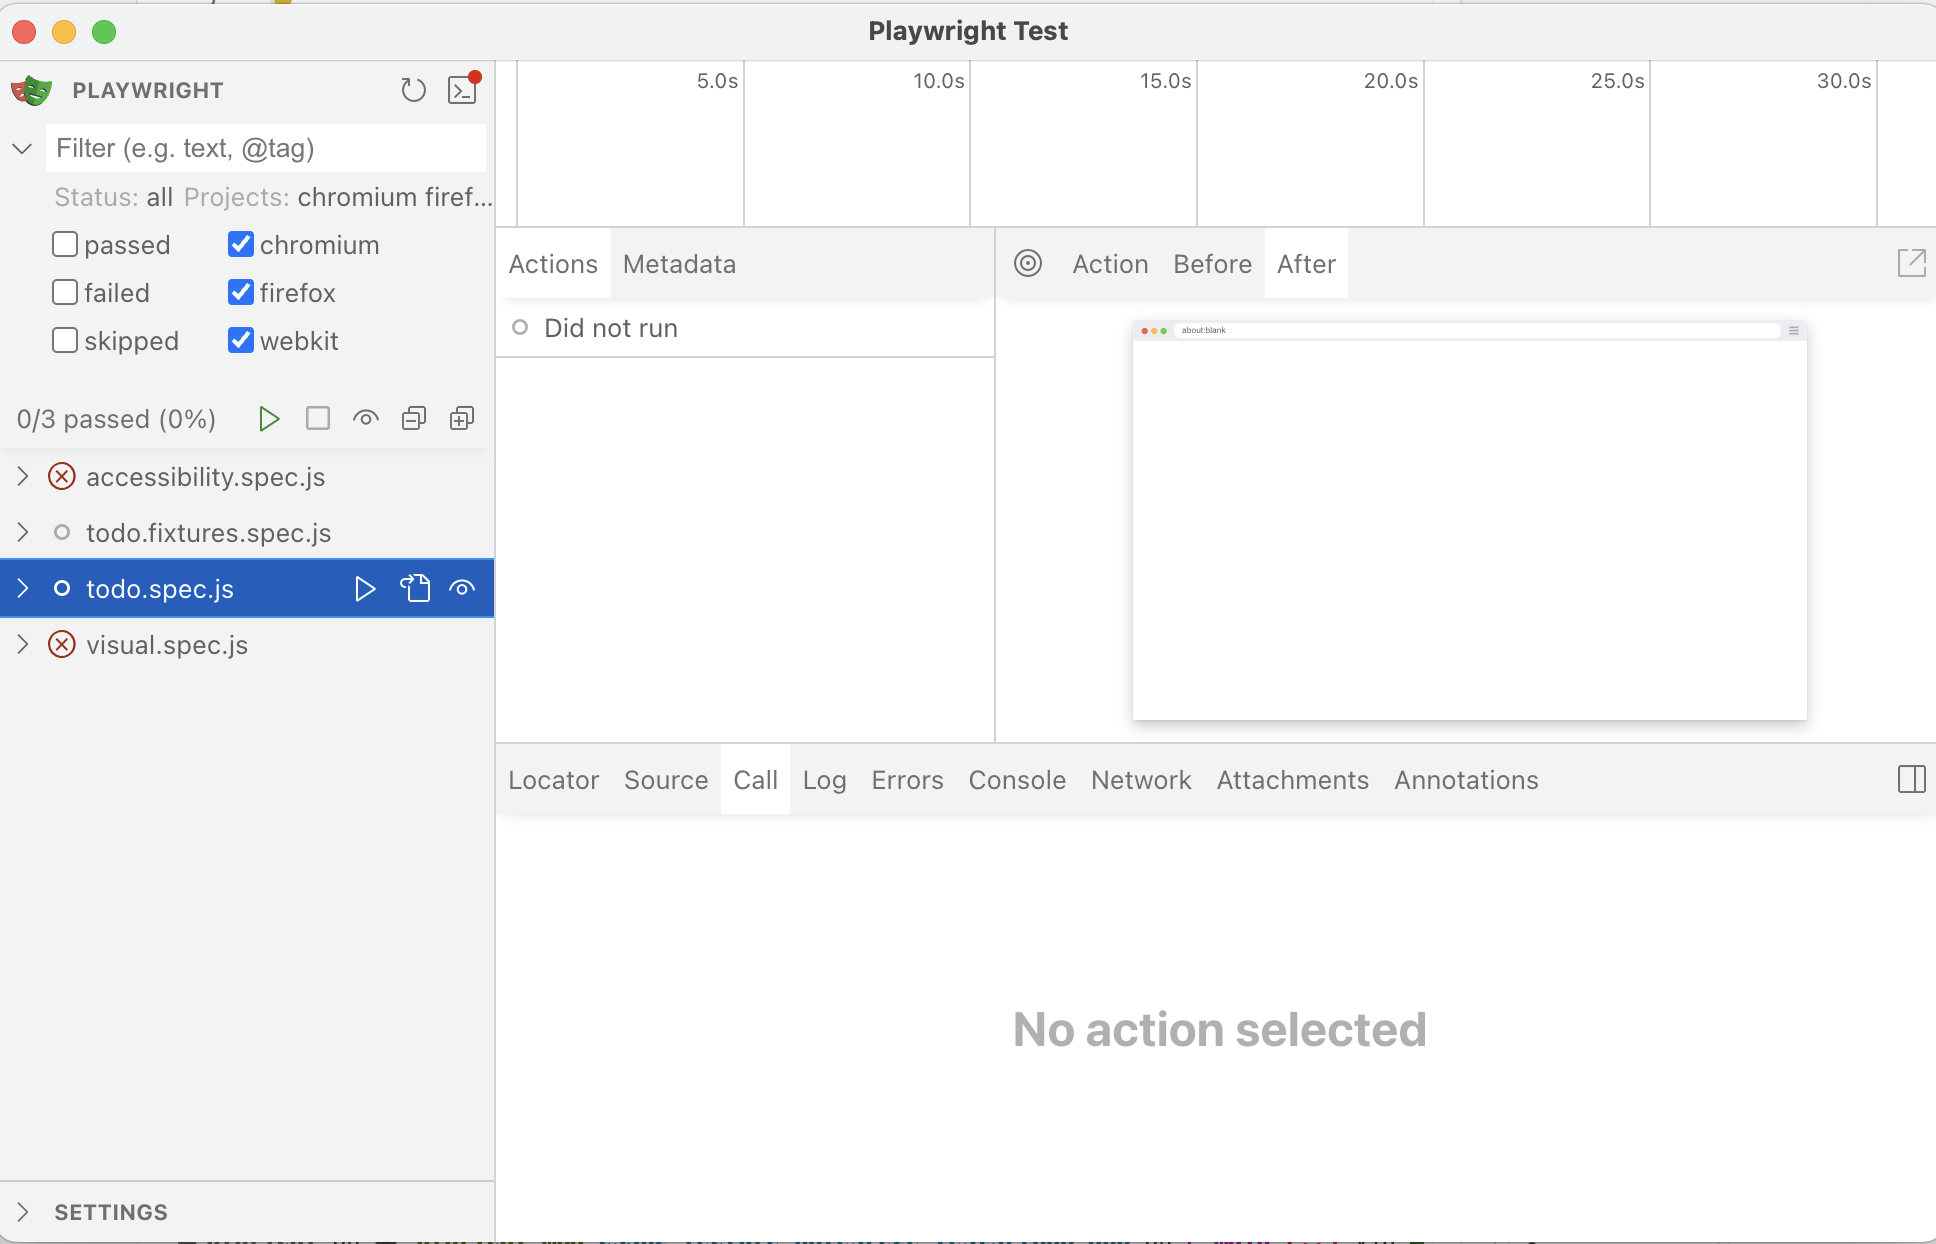 Playwright Test
PLAYWRIGHT
Filter (e.g. text, @tag)
Status: all Projects: chromium firef...
passed chromium
failed firefox
skipped webkit
0/3 passed (0%)
accessibility.spec.js
todo.fixtures.spec.js
todo.spec.js
visual.spec.js
SETTINGS
5.0s 10.0s 15.0s 20.0s 25.0s 30.0s
Actions Metadata
Did not run
Action Before After
about:blank
Locator Source Call Log Errors Console Network Attachments Annotations
No action selected